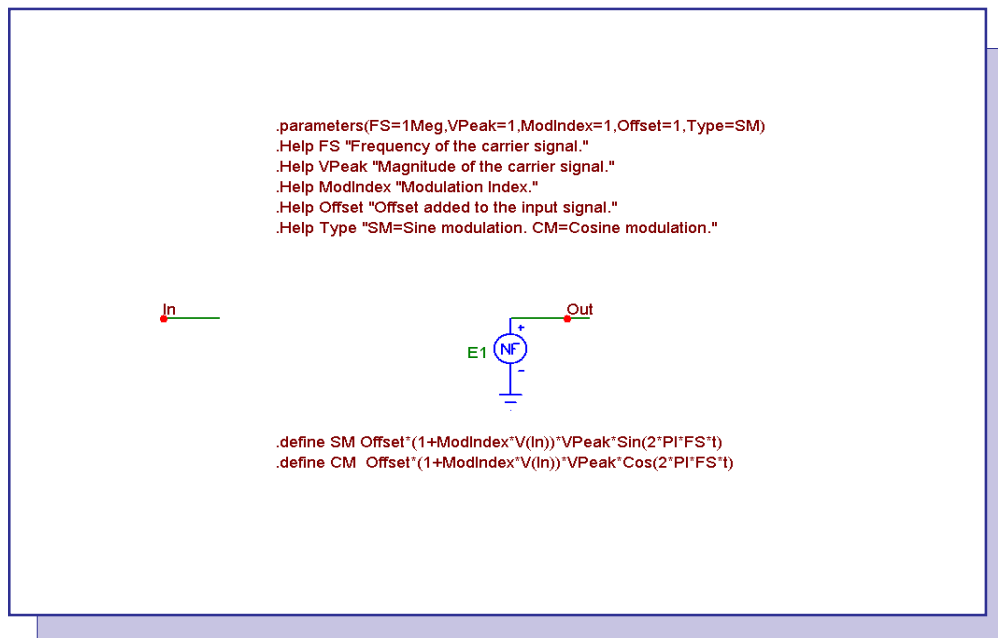 .parameters(FS=1Meg,VPeak=1,ModIndex=1,Offset=1,Type=SM)
.Help FS "Frequency of the carrier signal."
.Help VPeak "Magnitude of the carrier signal."
.Help ModIndex "Modulation Index."
.Help Offset "Offset added to the input signal."
.Help Type "SM=Sine modulation. CM=Cosine modulation."
In
Out
+
E1 NF
-
.define SM Offset*(1+ModIndex*V(In))*VPeak*Sin(2*PI*FS*t)
.define CM  Offset*(1+ModIndex*V(In))*VPeak*Cos(2*PI*FS*t)